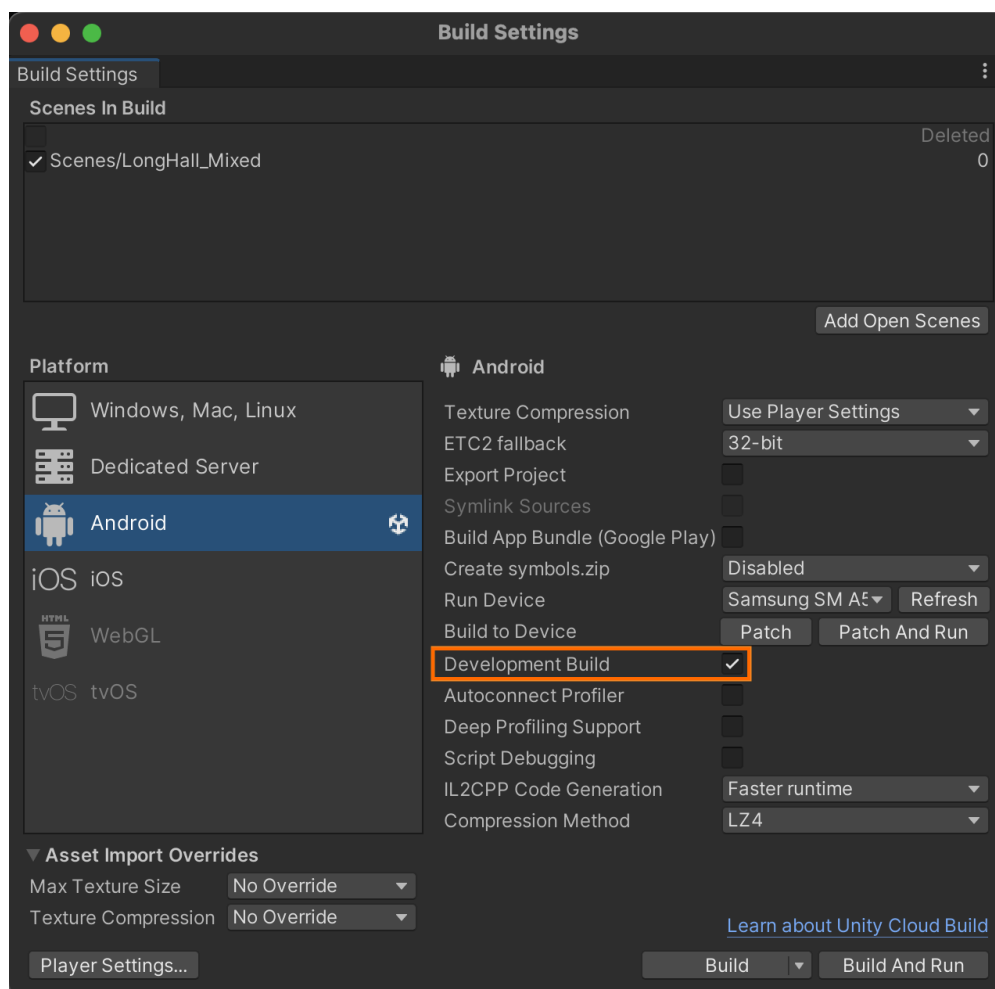 Build Settings
Build Settings
Scenes In Build
Deleted
Scenes/LongHall_Mixed 0
Add Open Scenes
Platform
Windows, Mac, Linux
Dedicated Server
Android
iOS iOS
HTML 5 WebGL
tvOS tvOS
Android
Texture Compression Use Player Settings
ETC2 fallback 32-bit
Export Project
Symlink Sources
Build App Bundle (Google Play)
Create symbols.zip Disabled
Run Device Samsung SM A5 Refresh
Build to Device Patch Patch And Run
Development Build
Autoconnect Profiler
Deep Profiling Support
Script Debugging
IL2CPP Code Generation Faster runtime
Compression Method LZ4
Asset Import Overrides
Max Texture Size No Override
Texture Compression No Override
Learn about Unity Cloud Build
Player Settings... Build Build And Run